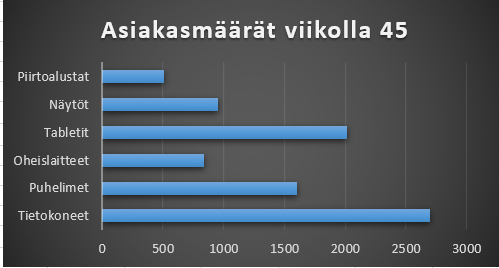 Asiakasmäärät viikolla 45
Piirtoalustat
Näytöt
Tabletit
Oheislaitteet
Puhelimet
Tietokoneet
0 500 1000 1500 2000 2500 3000